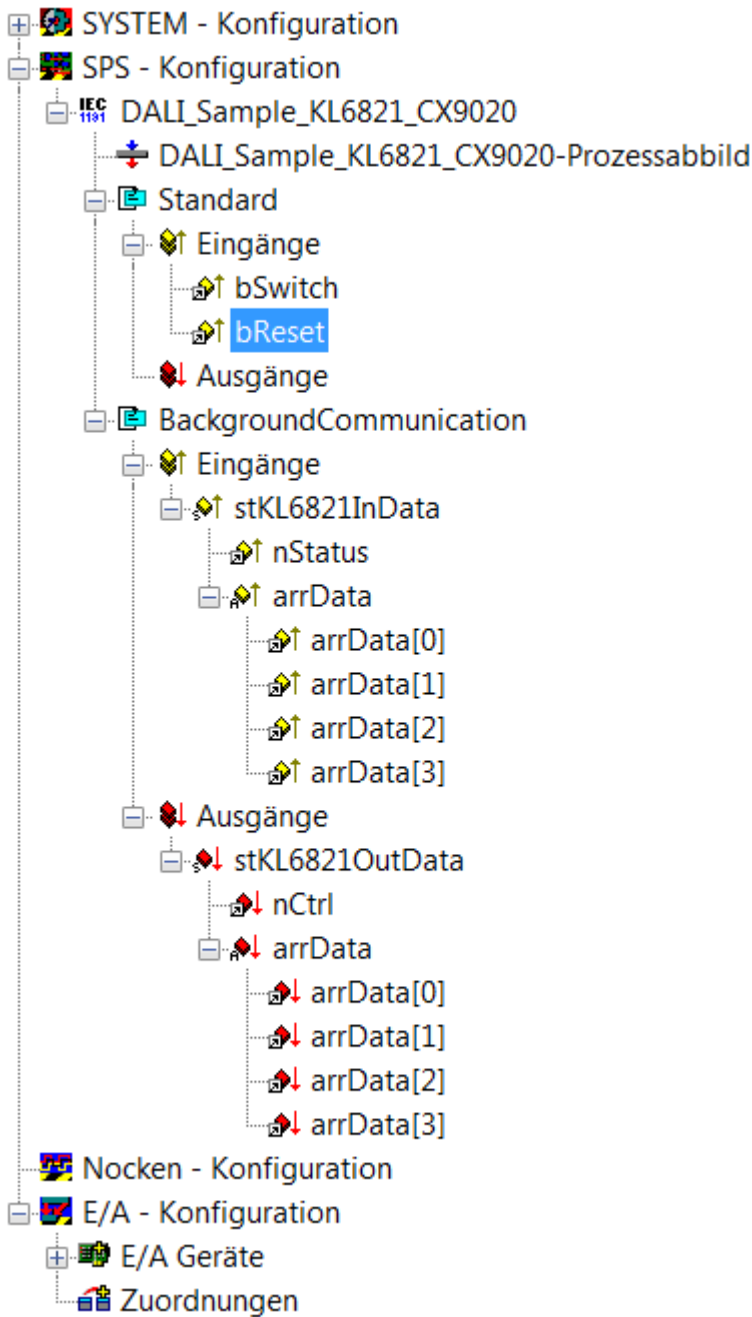 SYSTEM - Konfiguration
SPS - Konfiguration
IEC 1131 DALI_Sample_KL6821_CX9020
DALI_Sample_KL6821_CX9020-Prozessabbild
Standard
Eingänge
bSwitch
bReset
Ausgänge
BackgroundCommunication
Eingänge
stKL6821InData
nStatus
arrData
arrData[0]
arrData[1]
arrData[2]
arrData[3]
Ausgänge
stKL6821OutData
nCtrl
arrData
arrData[0]
arrData[1]
arrData[2]
arrData[3]
Nocken - Konfiguration
E/A - Konfiguration
E/A Geräte
Zuordnungen